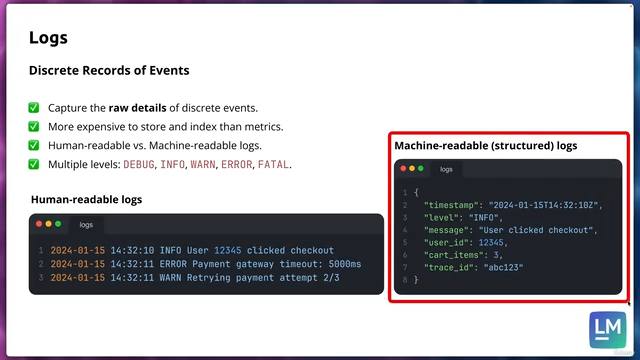 Logs
Discrete Records of Events
Capture the raw details of discrete events.
More expensive to store and index than metrics.
Human-readable vs. Machine-readable logs.
Multiple levels: DEBUG, INFO, WARN, ERROR, FATAL.
Human-readable logs
logs
1 2024-01-15 14:32:10 INFO User 12345 clicked checkout
2 2024-01-15 14:32:11 ERROR Payment gateway timeout: 5000ms
3 2024-01-15 14:32:11 WARN Retrying payment attempt 2/3
Machine-readable (structured) logs
logs
1 {
2 "timestamp": "2024-01-15T14:32:10Z",
3 "level": "INFO",
4 "message": "User clicked checkout",
5 "user_id": 12345,
6 "cart_items": 3,
7 "trace_id": "abc123"
8 }
LM